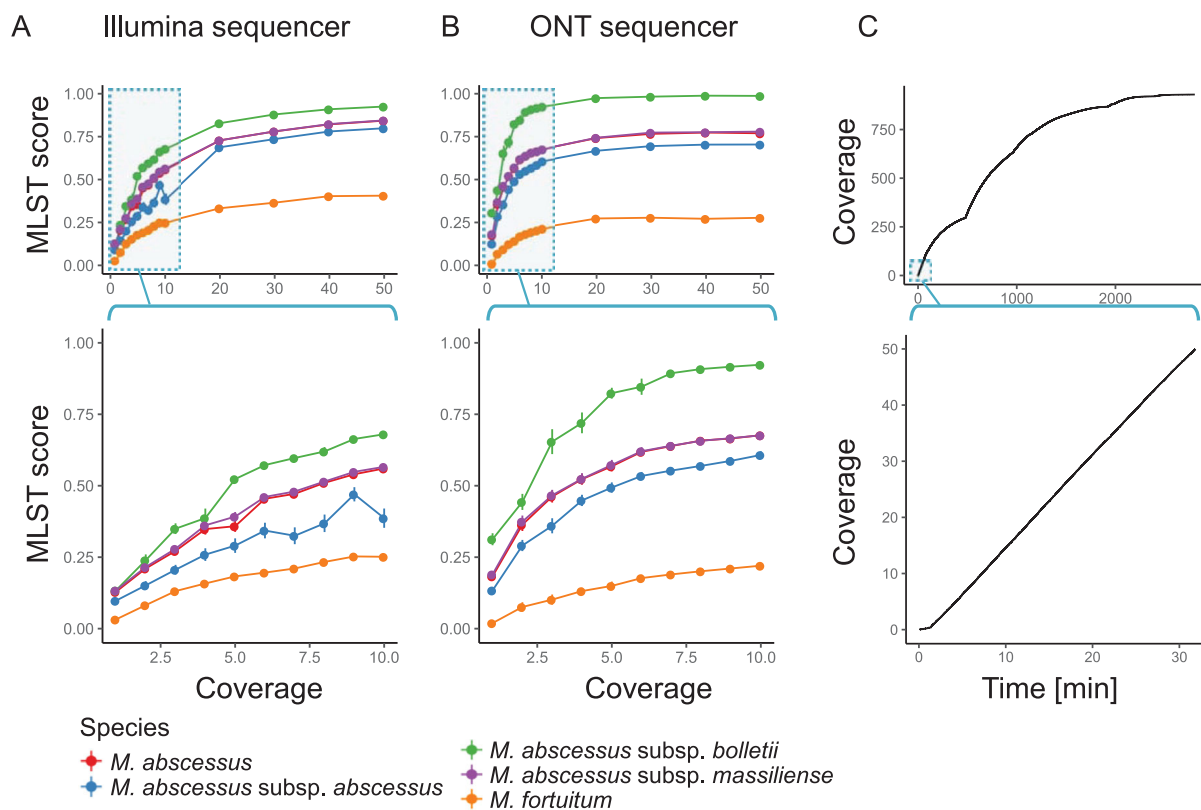 A Illumina sequencer B ONT sequencer C
MLST score
1.00
0.75
0.50
0.25
0.00
0 10 20 30 40 50
MLST score
1.00
0.75
0.50
0.25
0.00
0 10 20 30 40 50
Coverage
750
500
250
0
0 1000 2000
MLST score
1.00
0.75
0.50
0.25
0.00
2.5 5.0 7.5 10.0
Coverage
MLST score
1.00
0.75
0.50
0.25
0.00
2.5 5.0 7.5 10.0
Coverage
Coverage
50
40
30
20
10
0
0 10 20 30
Time [min]
Species
M. abscessus
M. abscessus subsp. abscessus
M. abscessus subsp. bolletii
M. abscessus subsp. massiliense
M. fortuitum